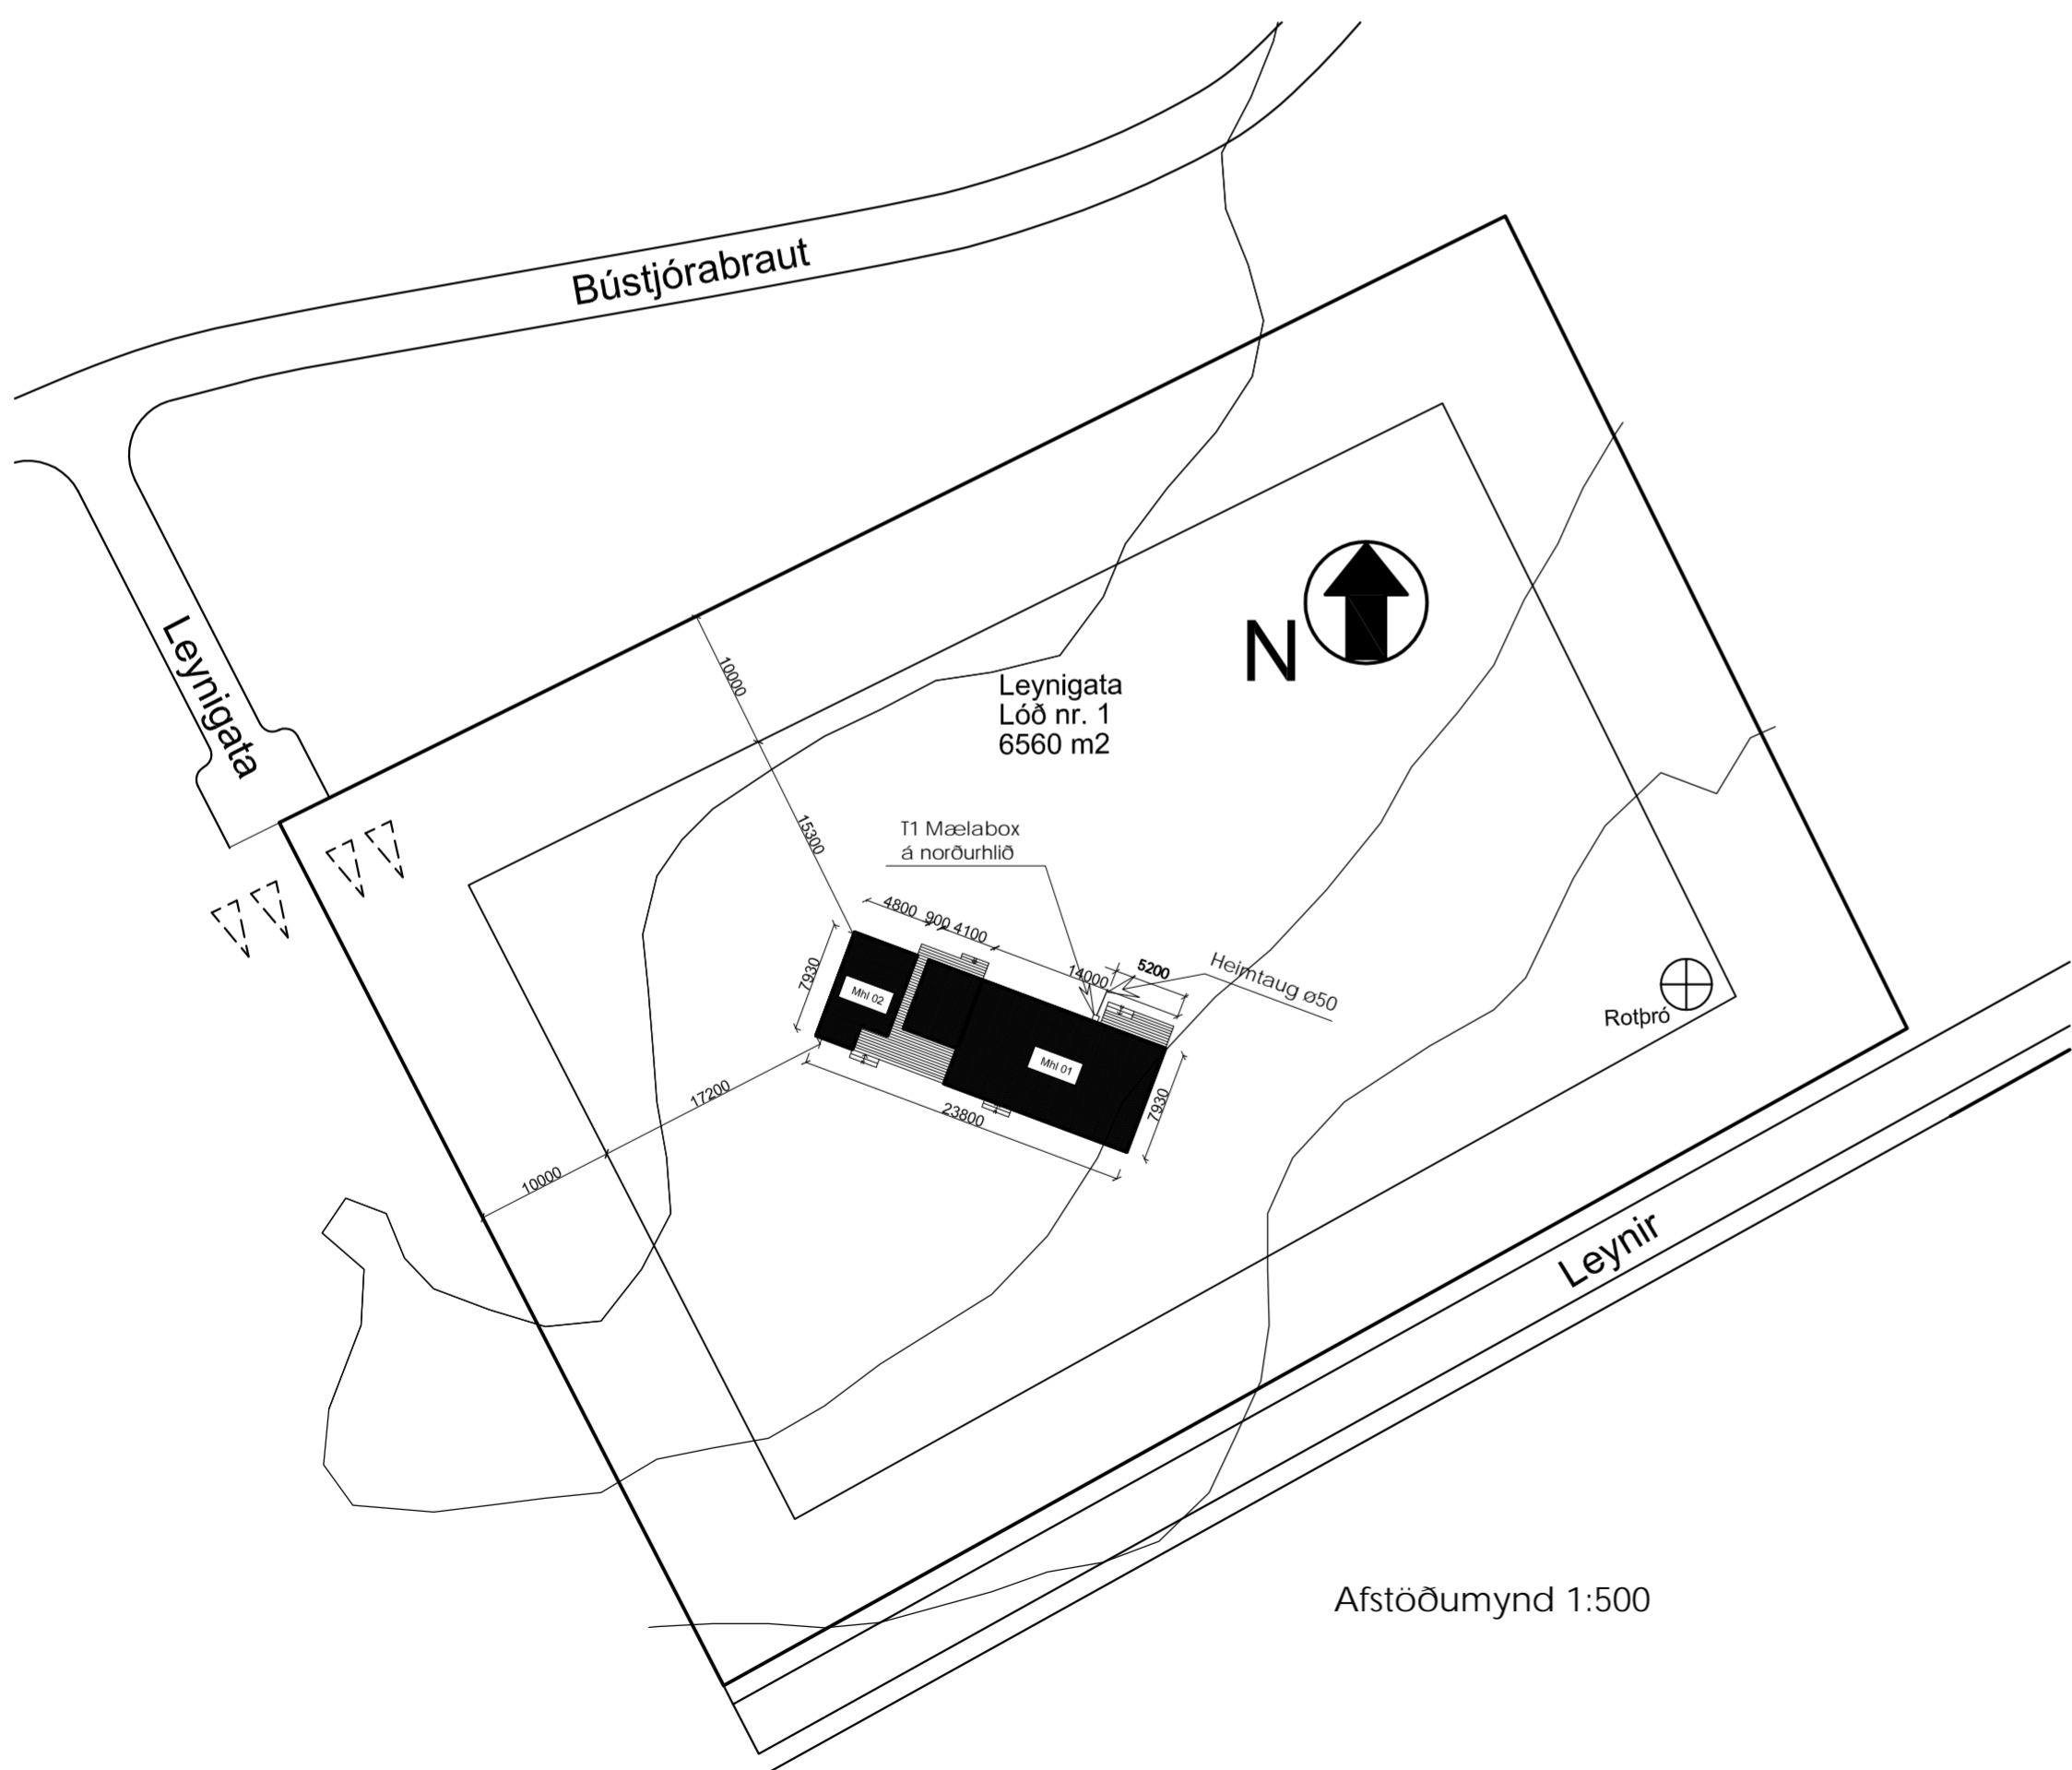 Bústjórabraut
Leynigata
N
10000
Leynigata
Lóð nr. 1
6560 m2
15300
T1 Mælabox
á norðurhlið
4800
900
4100
14000
5200
Heimtaug ø50
7930
Mhl 02
Mhl 01
Rotþró
17200
23800
7930
10000
Leynir
Afstöðumynd 1:500